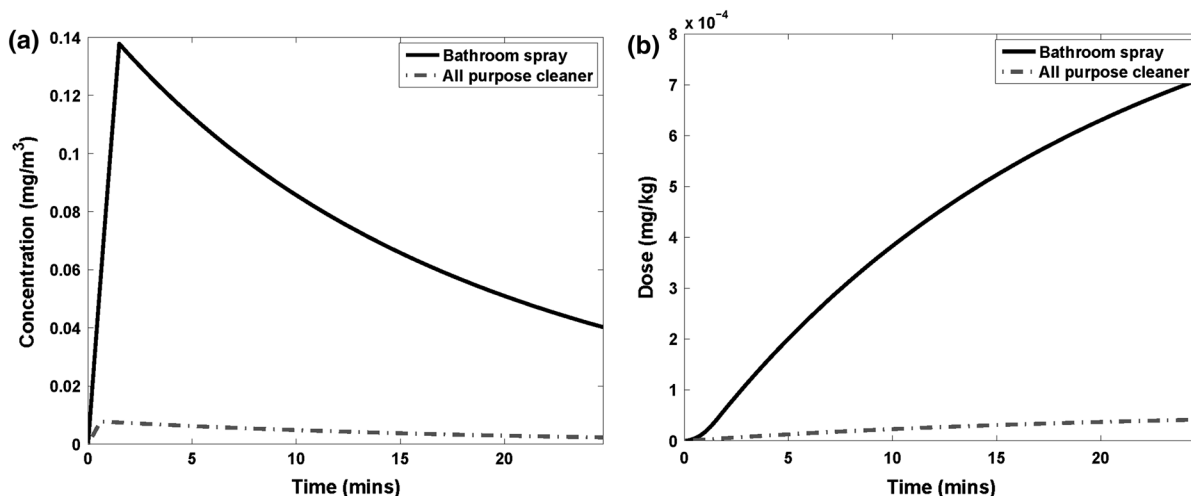 (a)
0.14
0.12
0.1
0.08
0.06
0.04
0.02
0
Concentration (mg/m³)
Bathroom spray
All purpose cleaner
0 5 10 15 20
Time (mins)
(b)
x 10⁻⁴
8
7
6
5
4
3
2
1
0
Dose (mg/kg)
Bathroom spray
All purpose cleaner
0 5 10 15 20
Time (mins)